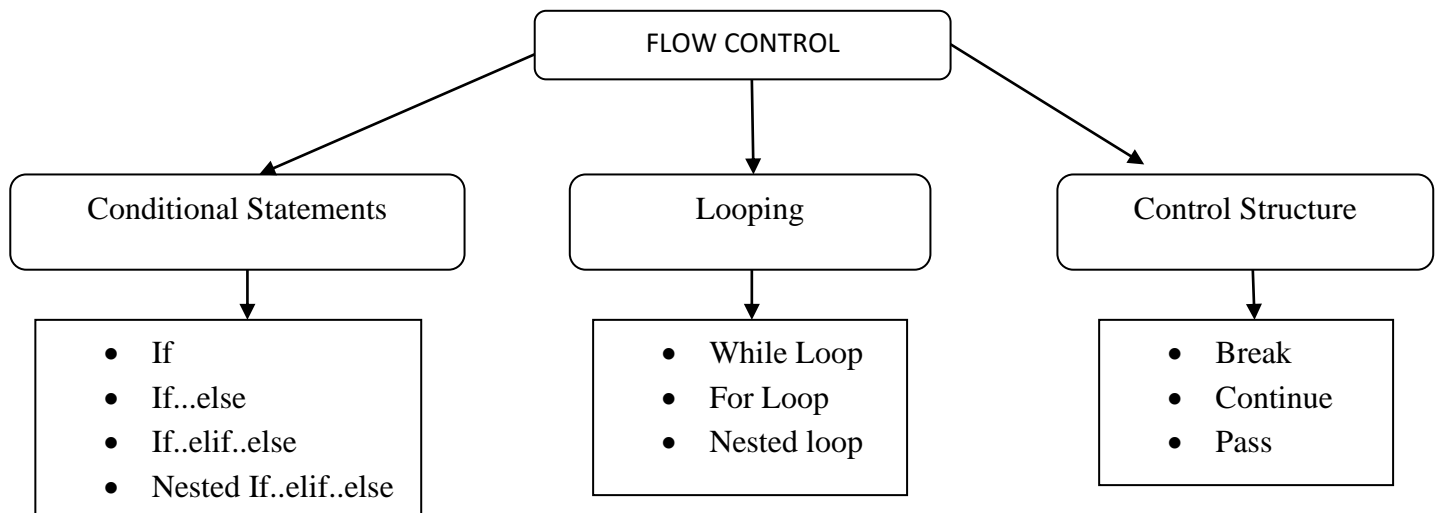 FLOW CONTROL
Conditional Statements
Looping
Control Structure
• If
• If...else
• If..elif..else
• Nested If..elif..else
• While Loop
• For Loop
• Nested loop
• Break
• Continue
• Pass